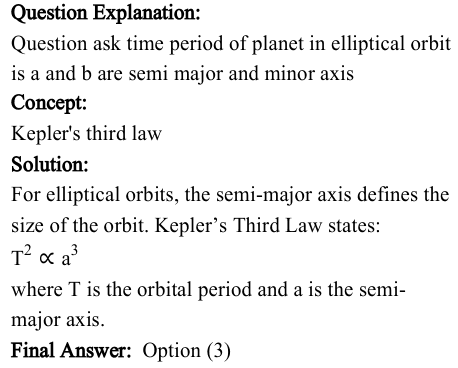 Question Explanation:
Question ask time period of planet in elliptical orbit
is a and b are semi major and minor axis
Concept:
Kepler's third law
Solution:
For elliptical orbits, the semi-major axis defines the
size of the orbit. Kepler’s Third Law states:
T² ∝ a³
where T is the orbital period and a is the semi-
major axis.
Final Answer: Option (3)